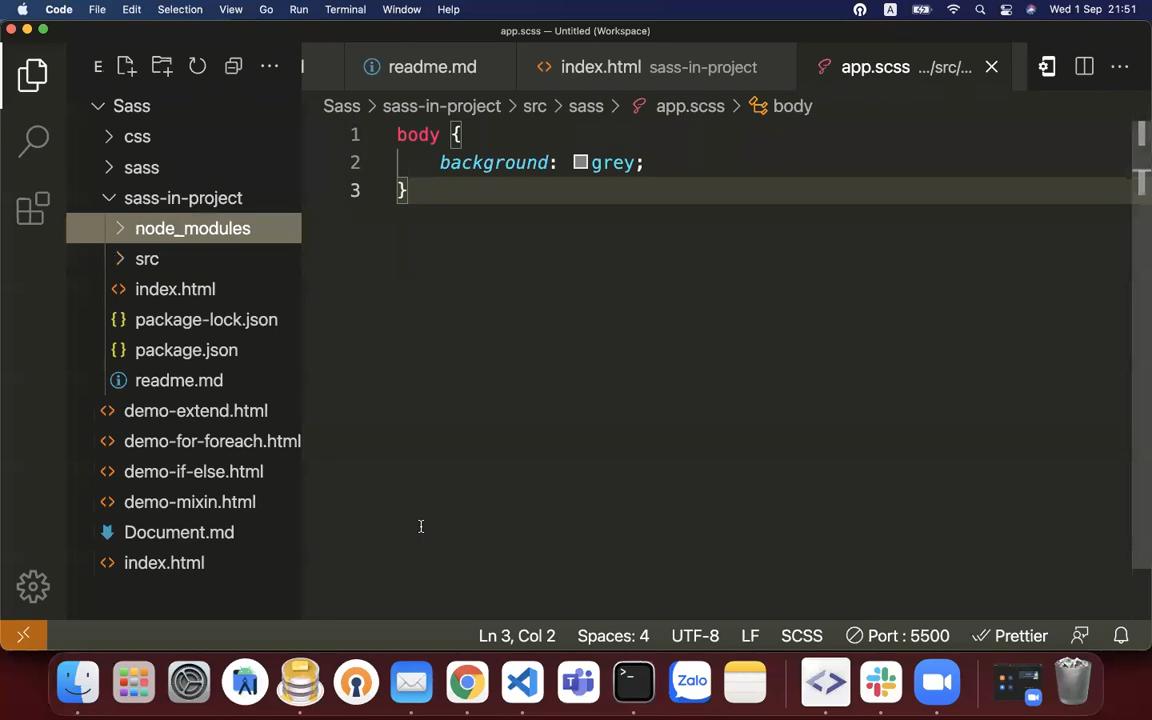 Code File Edit Selection View Go Run Terminal Window Help A Wed 1 Sep 21:51
app.scss — Untitled (Workspace)
E readme.md index.html sass-in-project app.scss .../src/...
Sass > sass-in-project > src > sass > app.scss > body
Sass
css
sass
sass-in-project
node_modules
src
index.html
package-lock.json
package.json
readme.md
demo-extend.html
demo-for-foreach.html
demo-if-else.html
demo-mixin.html
Document.md
index.html
1 body {
2 background: grey;
3 }
Ln 3, Col 2 Spaces: 4 UTF-8 LF SCSS Port : 5500 Prettier
Zalo